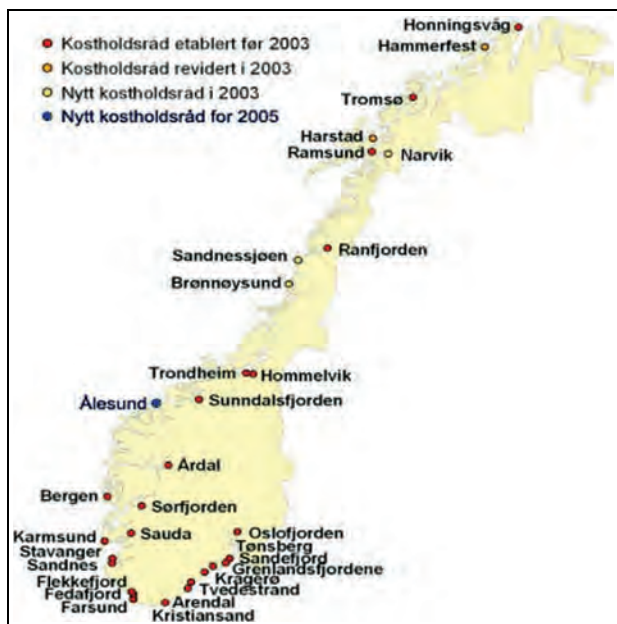 Honningsvåg
Kostholdsråd etablert før 2003
Hammerfest
Kostholdsråd revidert i 2003
Nytt kostholdsråd i 2003
Tromsø
Nytt kostholdsråd for 2005
Harstad
Ramsund
Narvik
Sandnessjøen
Ranfjorden
Brønnøysund
Trondheim
Hommelvik
Ålesund
Sunndalsfjorden
Årdal
Bergen
Sørfjorden
Karmsund
Sauda
Oslofjorden
Stavanger
Tønsberg
Sandnes
Sandefjord
Grenlandsfjordene
Flekkefjord
Kragerø
Fedafjord
Tvedestrand
Farsund
Arendal
Kristiansand